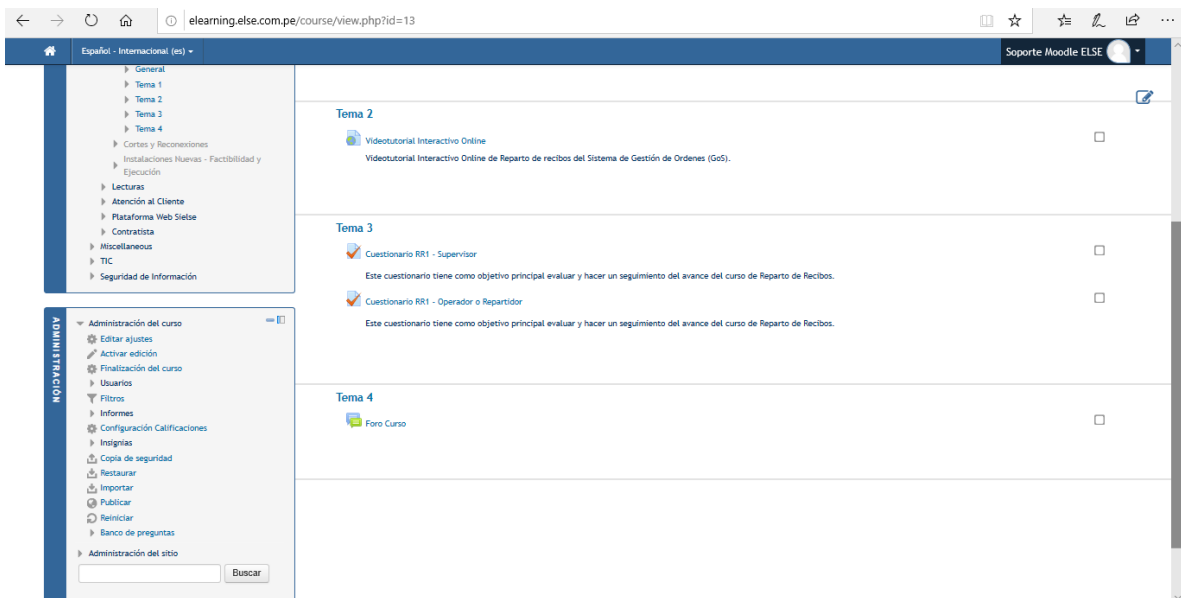 elearning.else.com.pe/course/view.php?id=13
Español - Internacional (es)
Soporte Moodle ELSE
General
Tema 1
Tema 2
Tema 3
Tema 4
Cortes y Reconexiones
Instalaciones Nuevas - Factibilidad y
Ejecución
Lecturas
Atención al Cliente
Plataforma Web Sielse
Contratista
Miscellaneous
TIC
Seguridad de Información
ADMINISTRACIÓN
Administración del curso
Editar ajustes
Activar edición
Finalización del curso
Usuarios
Filtros
Informes
Configuración Calificaciones
Insignias
Copia de seguridad
Restaurar
Importar
Publicar
Reiniciar
Banco de preguntas
Administración del sitio
Buscar
Tema 2
Videotutorial Interactivo Online
Videotutorial Interactivo Online de Reparto de recibos del Sistema de Gestión de Ordenes (GoS).
Tema 3
Cuestionario RR1 - Supervisor
Este cuestionario tiene como objetivo principal evaluar y hacer un seguimiento del avance del curso de Reparto de Recibos.
Cuestionario RR1 - Operador o Repartidor
Este cuestionario tiene como objetivo principal evaluar y hacer un seguimiento del avance del curso de Reparto de Recibos.
Tema 4
Foro Curso